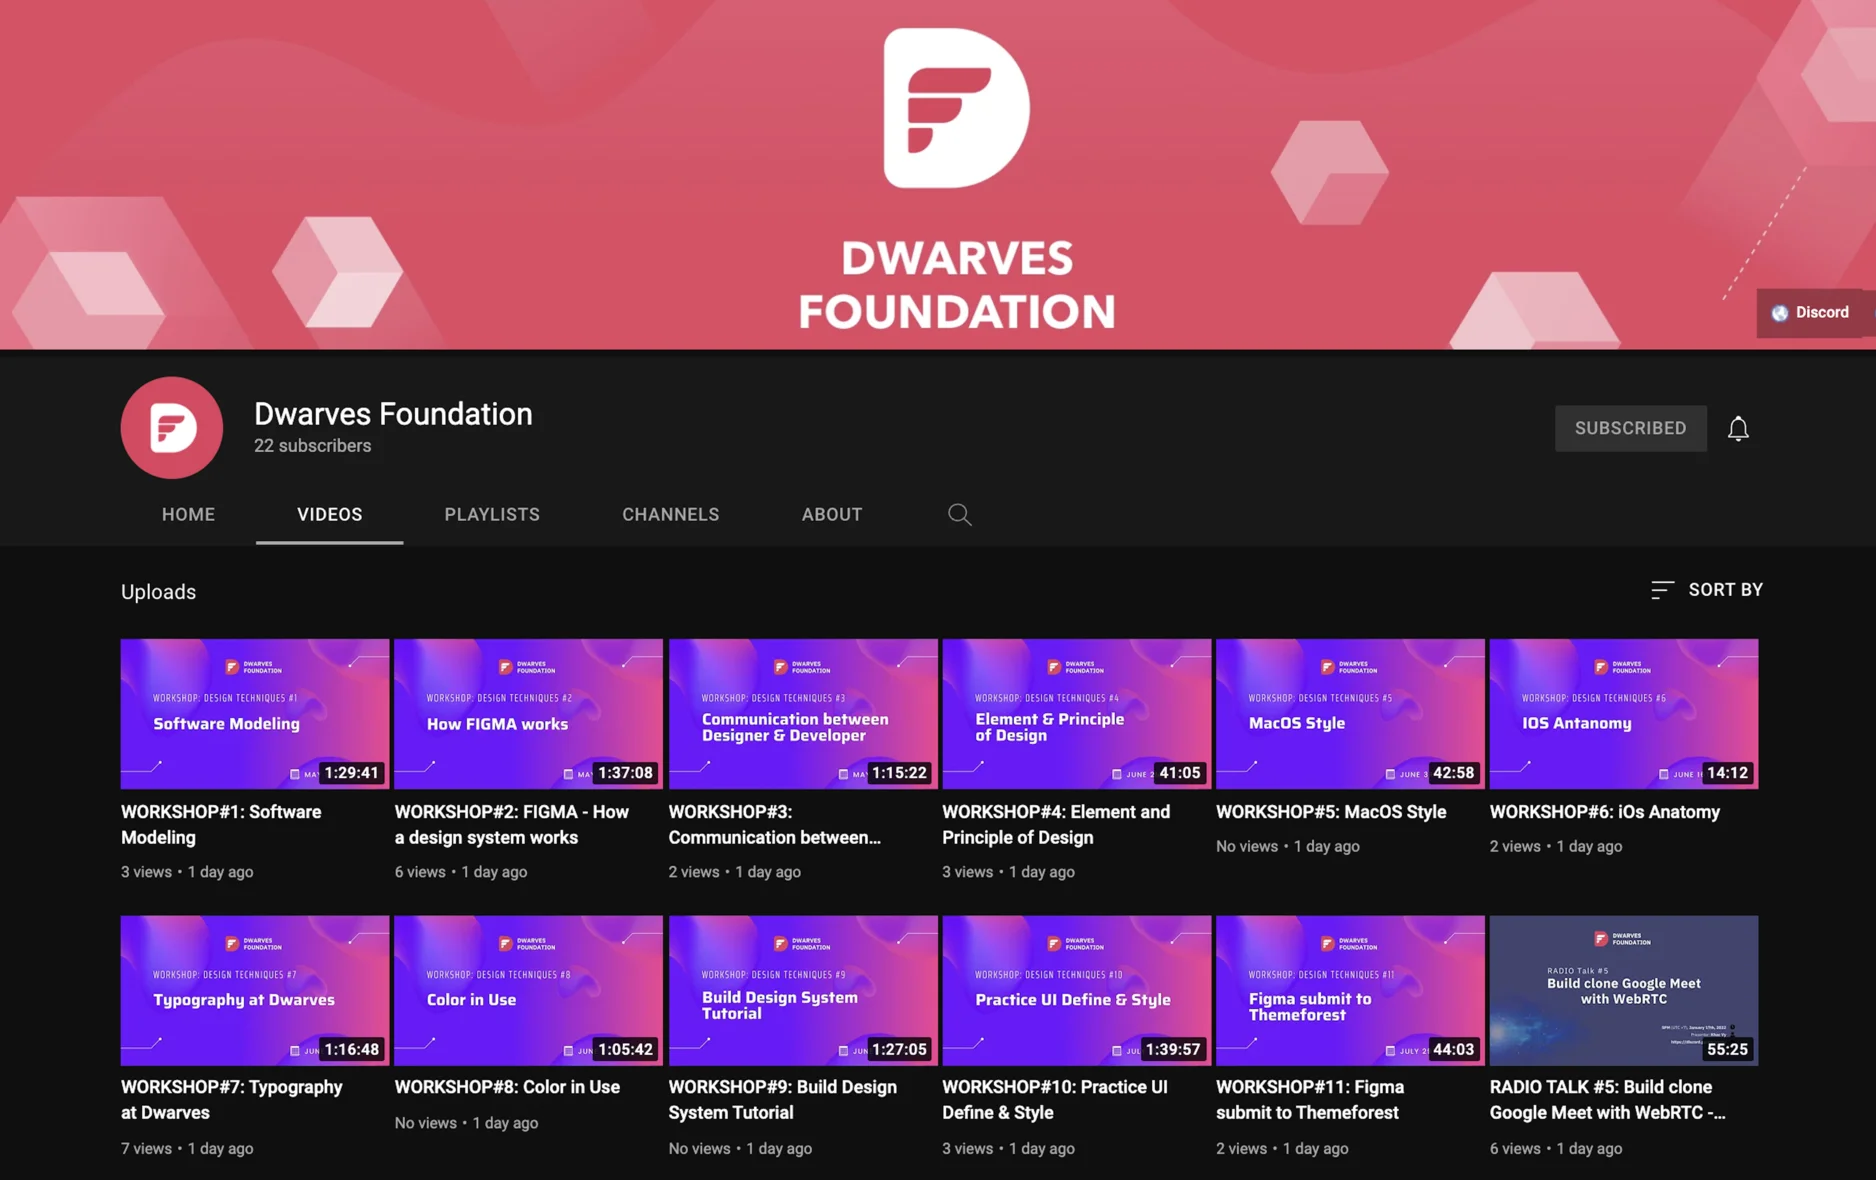 DWARVES
FOUNDATION
Discord
Dwarves Foundation
22 subscribers
SUBSCRIBED
HOME
VIDEOS
PLAYLISTS
CHANNELS
ABOUT
Uploads
SORT BY
DWARVES
FOUNDATION
WORKSHOP: DESIGN TECHNIQUES #1
Software Modeling
1:29:41
WORKSHOP#1: Software
Modeling
3 views • 1 day ago
DWARVES
FOUNDATION
WORKSHOP: DESIGN TECHNIQUES #2
How FIGMA works
1:37:08
WORKSHOP#2: FIGMA - How
a design system works
6 views • 1 day ago
DWARVES
FOUNDATION
WORKSHOP: DESIGN TECHNIQUES #3
Communication between
Designer & Developer
1:15:22
WORKSHOP#3:
Communication between...
2 views • 1 day ago
DWARVES
FOUNDATION
WORKSHOP: DESIGN TECHNIQUES #4
Element & Principle
of Design
JUNE 41:05
WORKSHOP#4: Element and
Principle of Design
3 views • 1 day ago
DWARVES
FOUNDATION
WORKSHOP: DESIGN TECHNIQUES #5
MacOS Style
JUNE 42:58
WORKSHOP#5: MacOS Style
No views • 1 day ago
DWARVES
FOUNDATION
WORKSHOP: DESIGN TECHNIQUES #6
IOS Antanomy
JUNE 14:12
WORKSHOP#6: iOs Anatomy
2 views • 1 day ago
DWARVES
FOUNDATION
WORKSHOP: DESIGN TECHNIQUES #7
Typography at Dwarves
1:16:48
WORKSHOP#7: Typography
at Dwarves
7 views • 1 day ago
DWARVES
FOUNDATION
WORKSHOP: DESIGN TECHNIQUES #8
Color in Use
1:05:42
WORKSHOP#8: Color in Use
No views • 1 day ago
DWARVES
FOUNDATION
WORKSHOP: DESIGN TECHNIQUES #9
Build Design System
Tutorial
1:27:05
WORKSHOP#9: Build Design
System Tutorial
No views • 1 day ago
DWARVES
FOUNDATION
WORKSHOP: DESIGN TECHNIQUES #10
Practice UI Define & Style
1:39:57
WORKSHOP#10: Practice UI
Define & Style
3 views • 1 day ago
DWARVES
FOUNDATION
WORKSHOP: DESIGN TECHNIQUES #11
Figma submit to
Themeforest
JULY 44:03
WORKSHOP#11: Figma
submit to Themeforest
2 views • 1 day ago
DWARVES
FOUNDATION
RADIO Talk #5
Build clone Google Meet
with WebRTC
55:25
RADIO TALK #5: Build clone
Google Meet with WebRTC -...
6 views • 1 day ago